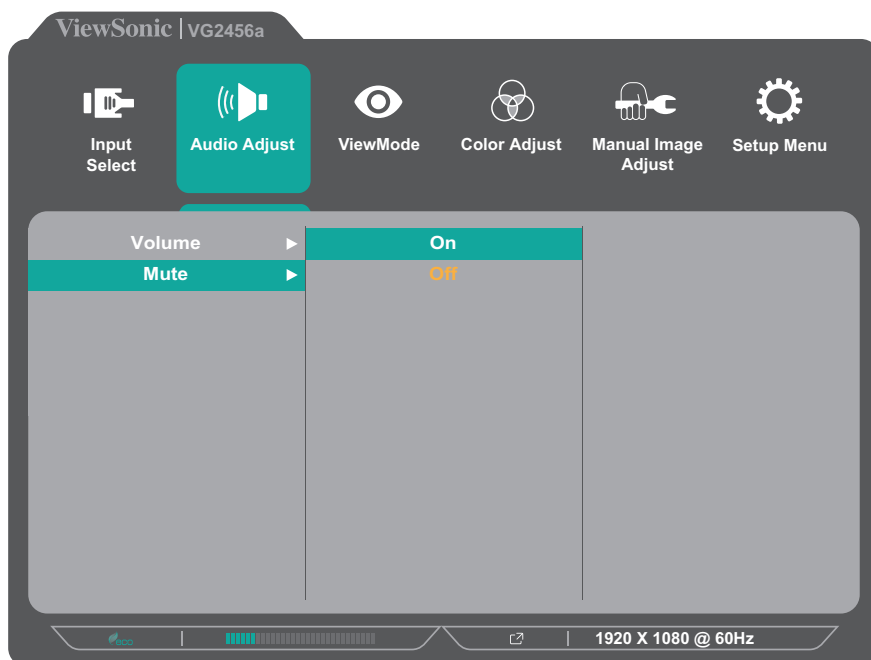 ViewSonic | VG2456a
Input Select
Audio Adjust
ViewMode
Color Adjust
Manual Image Adjust
Setup Menu
Volume
On
Mute
Off
eco
1920 X 1080 @ 60Hz